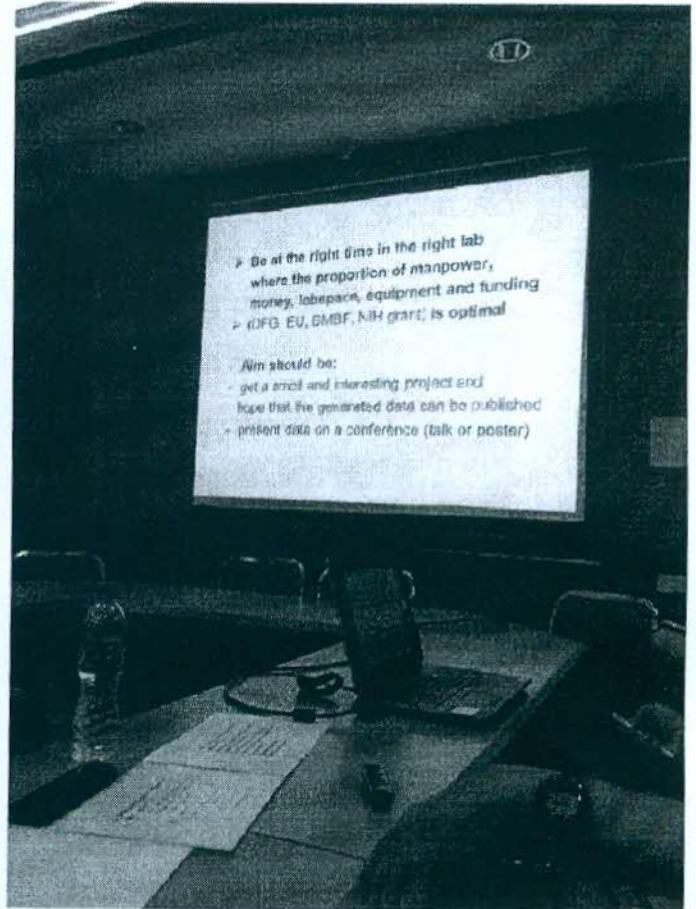 ➢ Be at the right time in the right lab
where the proportion of manpower,
money, labspace, equipment and funding
➢ (DFG, EU, BMBF, NIH grant) is optimal
- Aim should be:
- get a small and interesting project and
hope that the generated data can be published
- present data on a conference (talk or poster)